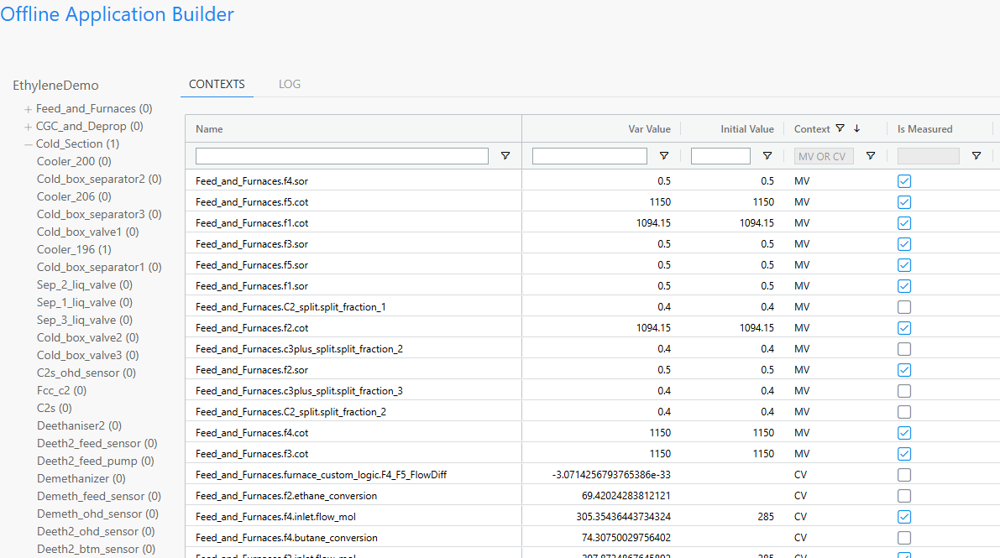 Offline Application Builder
EthyleneDemo
Feed_and_Furnaces (0)
CGC_and_Deprop (0)
Cold_Section (1)
Cooler_200 (0)
Cold_box_separator2 (0)
Cooler_206 (0)
Cold_box_separator3 (0)
Cold_box_valve1 (0)
Cooler_196 (1)
Cold_box_separator1 (0)
Sep_2_liq_valve (0)
Sep_1_liq_valve (0)
Sep_3_liq_valve (0)
Cold_box_valve2 (0)
Cold_box_valve3 (0)
C2s_ohd_sensor (0)
Fcc_c2 (0)
C2s (0)
Deethaniser2 (0)
Deeth2_feed_sensor (0)
Deeth2_feed_pump (0)
Demethanizer (0)
Demeth_feed_sensor (0)
Demeth_ohd_sensor (0)
Deeth2_ohd_sensor (0)
Deeth2_btm_sensor (0)
CONTEXTS LOG
Name Var Value Initial Value Context Is Measured
MV OR CV
Feed_and_Furnaces.f4.sor 0.5 0.5 MV
Feed_and_Furnaces.f5.cot 1150 1150 MV
Feed_and_Furnaces.f1.cot 1094.15 1094.15 MV
Feed_and_Furnaces.f3.sor 0.5 0.5 MV
Feed_and_Furnaces.f5.sor 0.5 0.5 MV
Feed_and_Furnaces.f1.sor 0.5 0.5 MV
Feed_and_Furnaces.C2_split.split_fraction_1 0.4 0.4 MV
Feed_and_Furnaces.f2.cot 1094.15 1094.15 MV
Feed_and_Furnaces.c3plus_split.split_fraction_2 0.4 0.4 MV
Feed_and_Furnaces.f2.sor 0.5 0.5 MV
Feed_and_Furnaces.c3plus_split.split_fraction_3 0.4 0.4 MV
Feed_and_Furnaces.C2_split.split_fraction_2 0.4 0.4 MV
Feed_and_Furnaces.f4.cot 1150 1150 MV
Feed_and_Furnaces.f3.cot 1150 1150 MV
Feed_and_Furnaces.furnace_custom_logic.F4_F5_FlowDiff -3.0714256793765386e-33 CV
Feed_and_Furnaces.f2.ethane_conversion 69.42024283812121 CV
Feed_and_Furnaces.f4.inlet.flow_mol 305.35436443734324 285 CV
Feed_and_Furnaces.f4.butane_conversion 74.30750029756402 CV